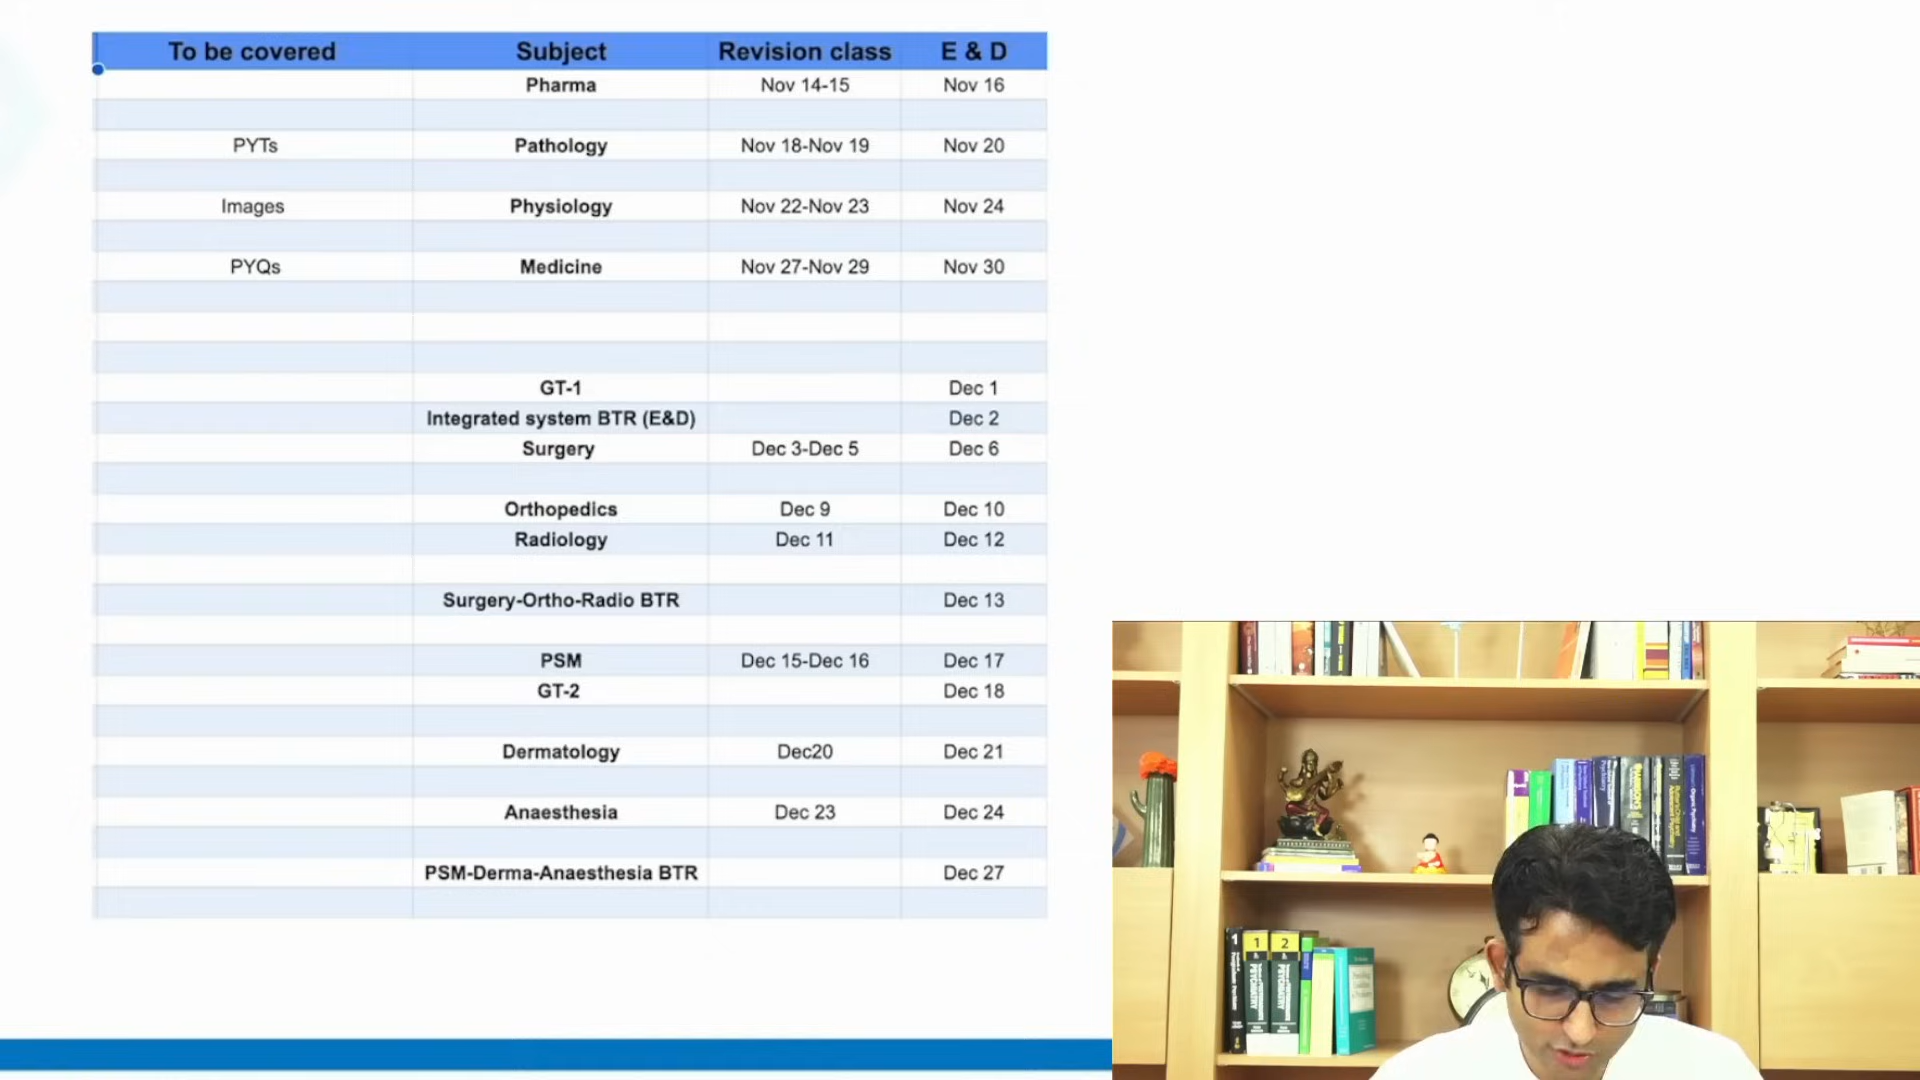 To be covered Subject Revision class E & D
Pharma Nov 14-15 Nov 16
PYTs Pathology Nov 18-Nov 19 Nov 20
Images Physiology Nov 22-Nov 23 Nov 24
PYQs Medicine Nov 27-Nov 29 Nov 30
GT-1 Dec 1
Integrated system BTR (E&D) Dec 2
Surgery Dec 3-Dec 5 Dec 6
Orthopedics Dec 9 Dec 10
Radiology Dec 11 Dec 12
Surgery-Ortho-Radio BTR Dec 13
PSM Dec 15-Dec 16 Dec 17
GT-2 Dec 18
Dermatology Dec20 Dec 21
Anaesthesia Dec 23 Dec 24
PSM-Derma-Anaesthesia BTR Dec 27
1 2
PSYCHIATRY
PSYCHIATRY